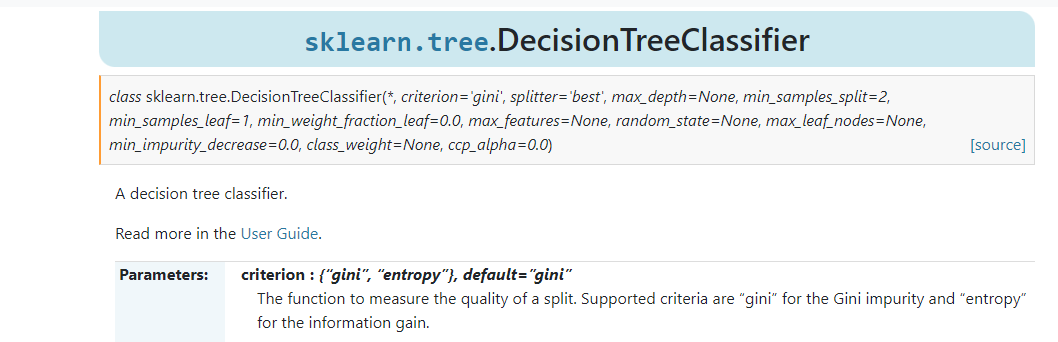 sklearn.tree.DecisionTreeClassifier
class sklearn.tree.DecisionTreeClassifier(*, criterion='gini', splitter='best', max_depth=None, min_samples_split=2,
min_samples_leaf=1, min_weight_fraction_leaf=0.0, max_features=None, random_state=None, max_leaf_nodes=None,
min_impurity_decrease=0.0, class_weight=None, ccp_alpha=0.0) [source]
A decision tree classifier.
Read more in the User Guide.
Parameters: criterion : {“gini”, “entropy”}, default=”gini”
The function to measure the quality of a split. Supported criteria are “gini” for the Gini impurity and “entropy”
for the information gain.